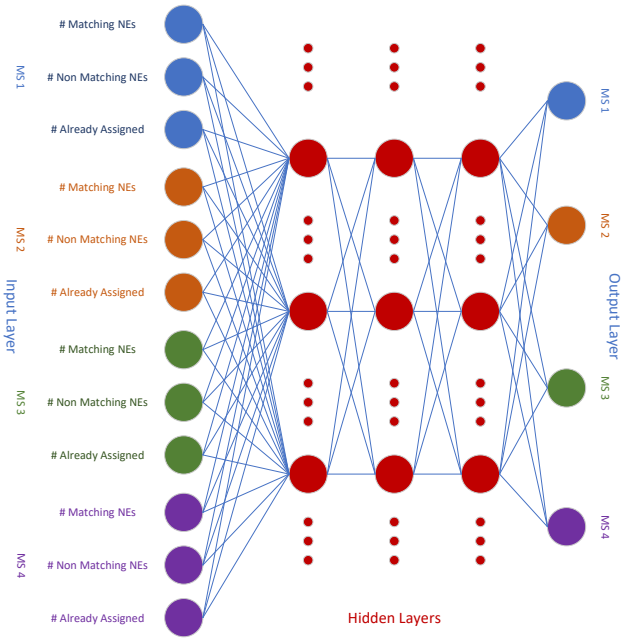 Input Layer
MS 1
# Matching NEs
# Non Matching NEs
# Already Assigned
MS 2
# Matching NEs
# Non Matching NEs
# Already Assigned
MS 3
# Matching NEs
# Non Matching NEs
# Already Assigned
MS 4
# Matching NEs
# Non Matching NEs
# Already Assigned
Hidden Layers
MS 1
MS 2
MS 3
MS 4
Output Layer